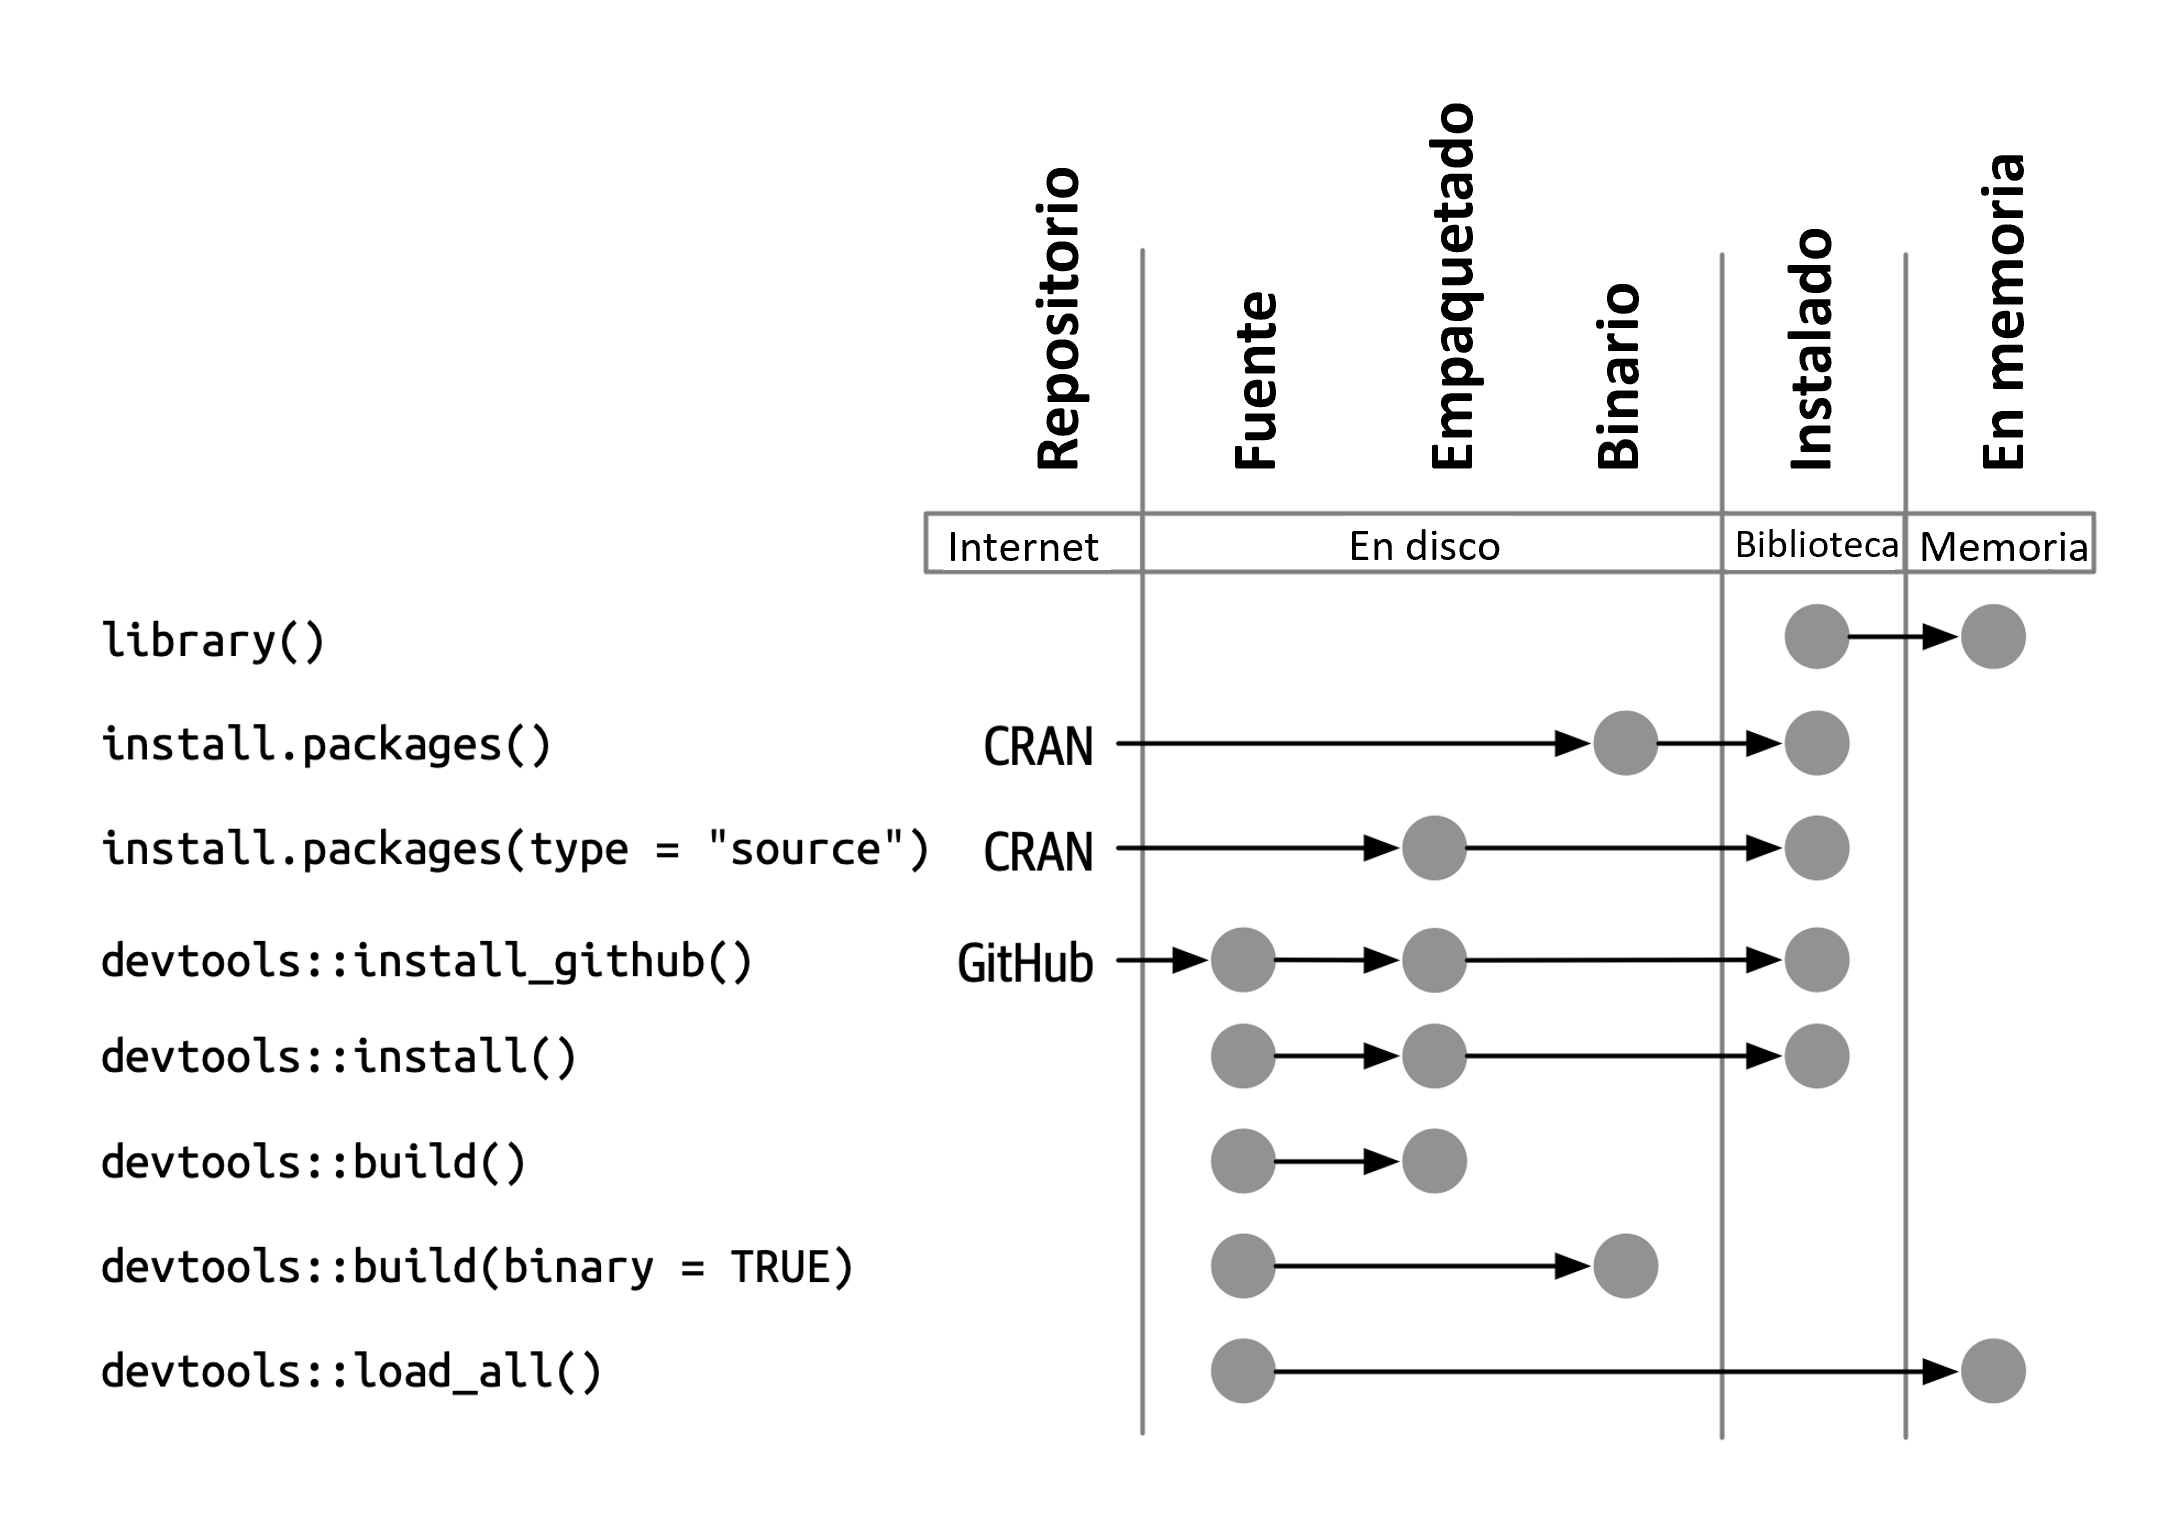 Repositorio
Fuente
Empaquetado
Binario
Instalado
En memoria
Internet En disco Biblioteca Memoria
library()
install.packages() CRAN
install.packages(type = "source") CRAN
devtools::install_github() GitHub
devtools::install()
devtools::build()
devtools::build(binary = TRUE)
devtools::load_all()